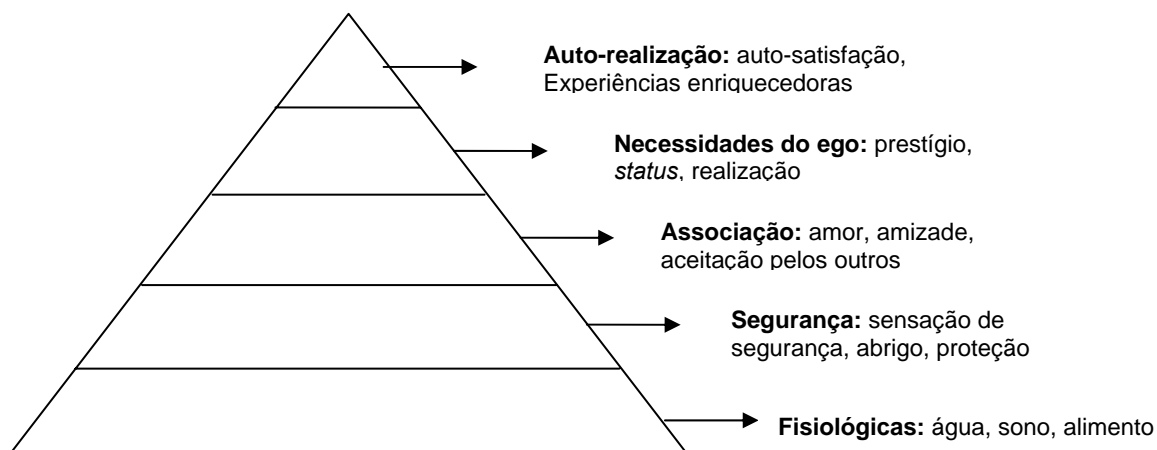 Auto-realização: auto-satisfação,
Experiências enriquecedoras
Necessidades do ego: prestígio,
status, realização
Associação: amor, amizade,
aceitação pelos outros
Segurança: sensação de
segurança, abrigo, proteção
Fisiológicas: água, sono, alimento